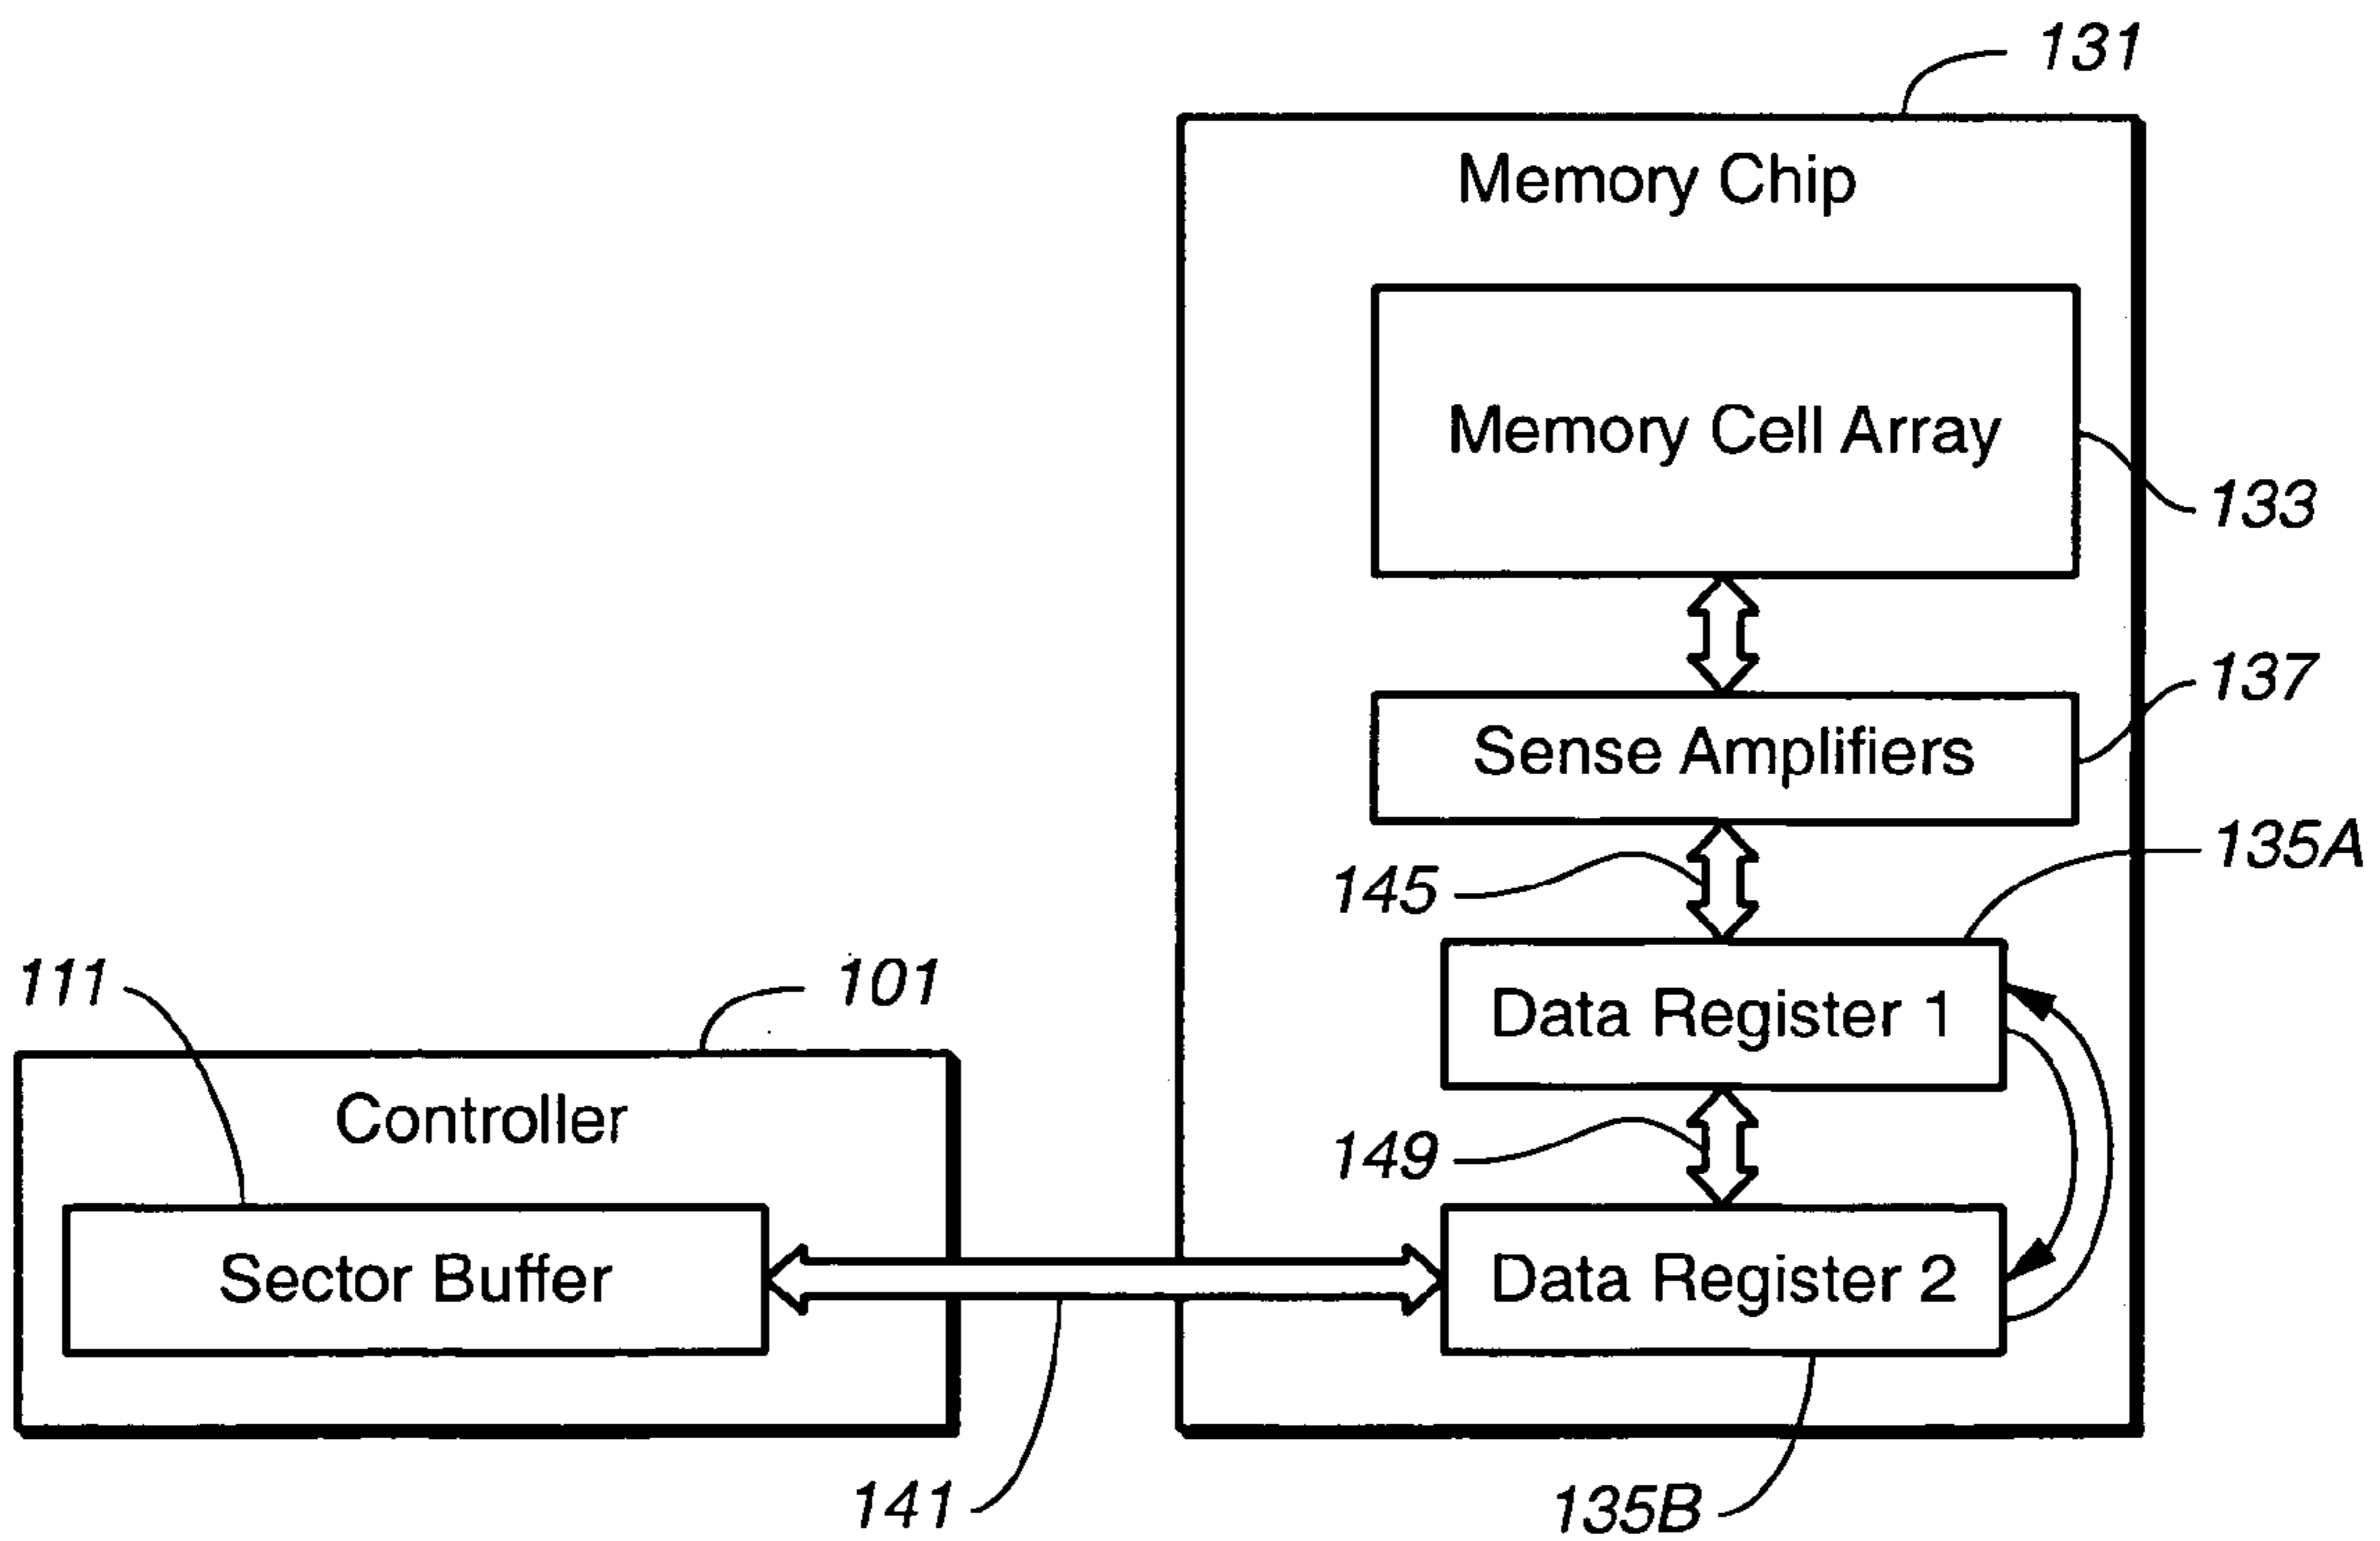 131
Memory Chip
Memory Cell Array
133
137
Sense Amplifiers
135A
145
Data Register 1
111
101
Controller
149
Sector Buffer
Data Register 2
141
135B